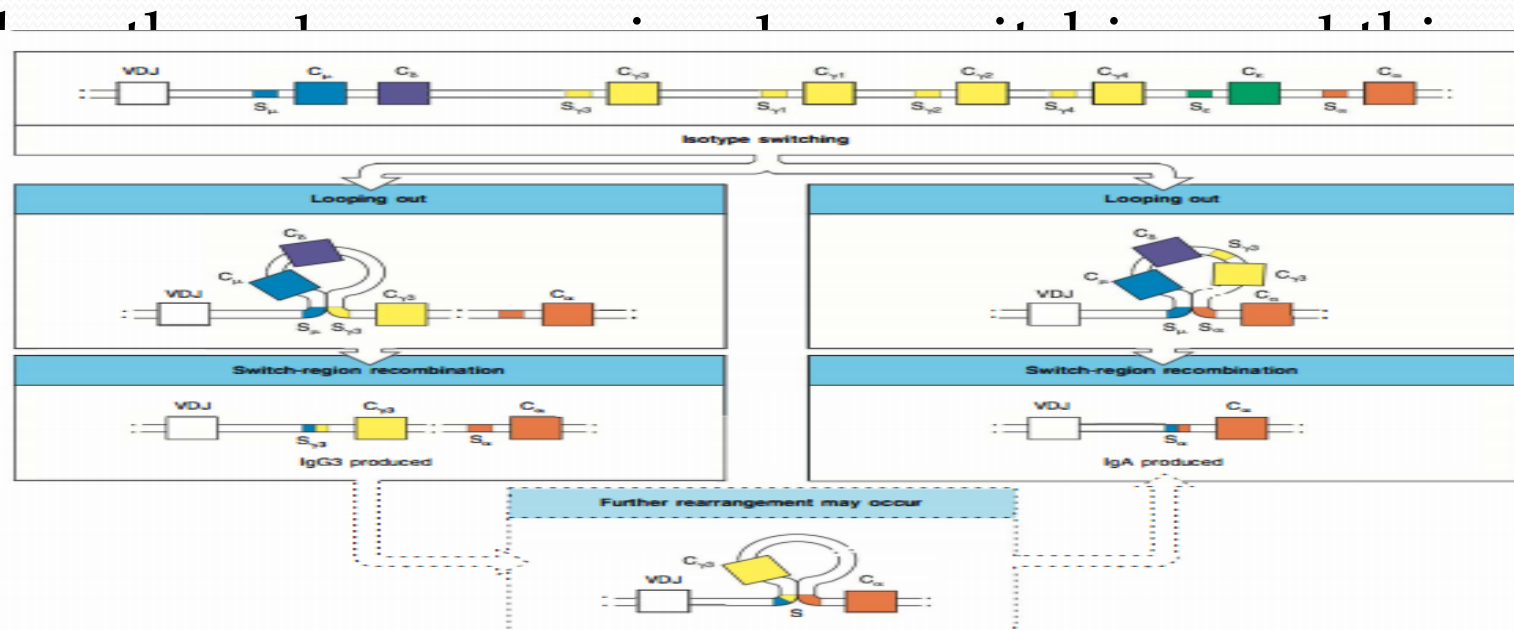 VDJ Cμ Cδ Cγ3 Cγ1 Cγ2 Cγ4 Cε Cα
Sμ Sγ3 Sγ1 Sγ2 Sγ4 Sε Sα
Isotype switching
Looping out
Cδ
Cμ
VDJ Cγ3 Cα
Sμ Sγ3
Switch-region recombination
VDJ Cγ3 Cα
Sγ3 Sα
IgG3 produced
Looping out
Cδ Sγ3
Cμ Cγ3
VDJ Cα
Sμ Sα
Switch-region recombination
VDJ Cα
Sα
IgA produced
Further rearrangement may occur
Cγ3
VDJ Cα
S